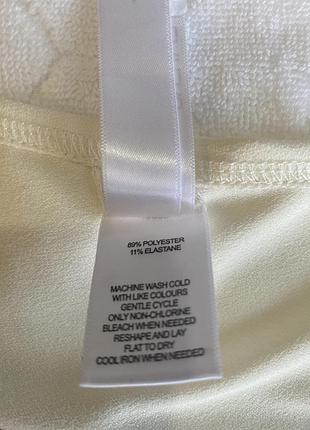 89% POLYESTER
11% ELASTANE
MACHINE WASH COLD
WITH LIKE COLOURS
GENTLE CYCLE
ONLY NON-CHLORINE
BLEACH WHEN NEEDED
RESHAPE AND LAY
FLAT TO DRY
COOL IRON WHEN NEEDED